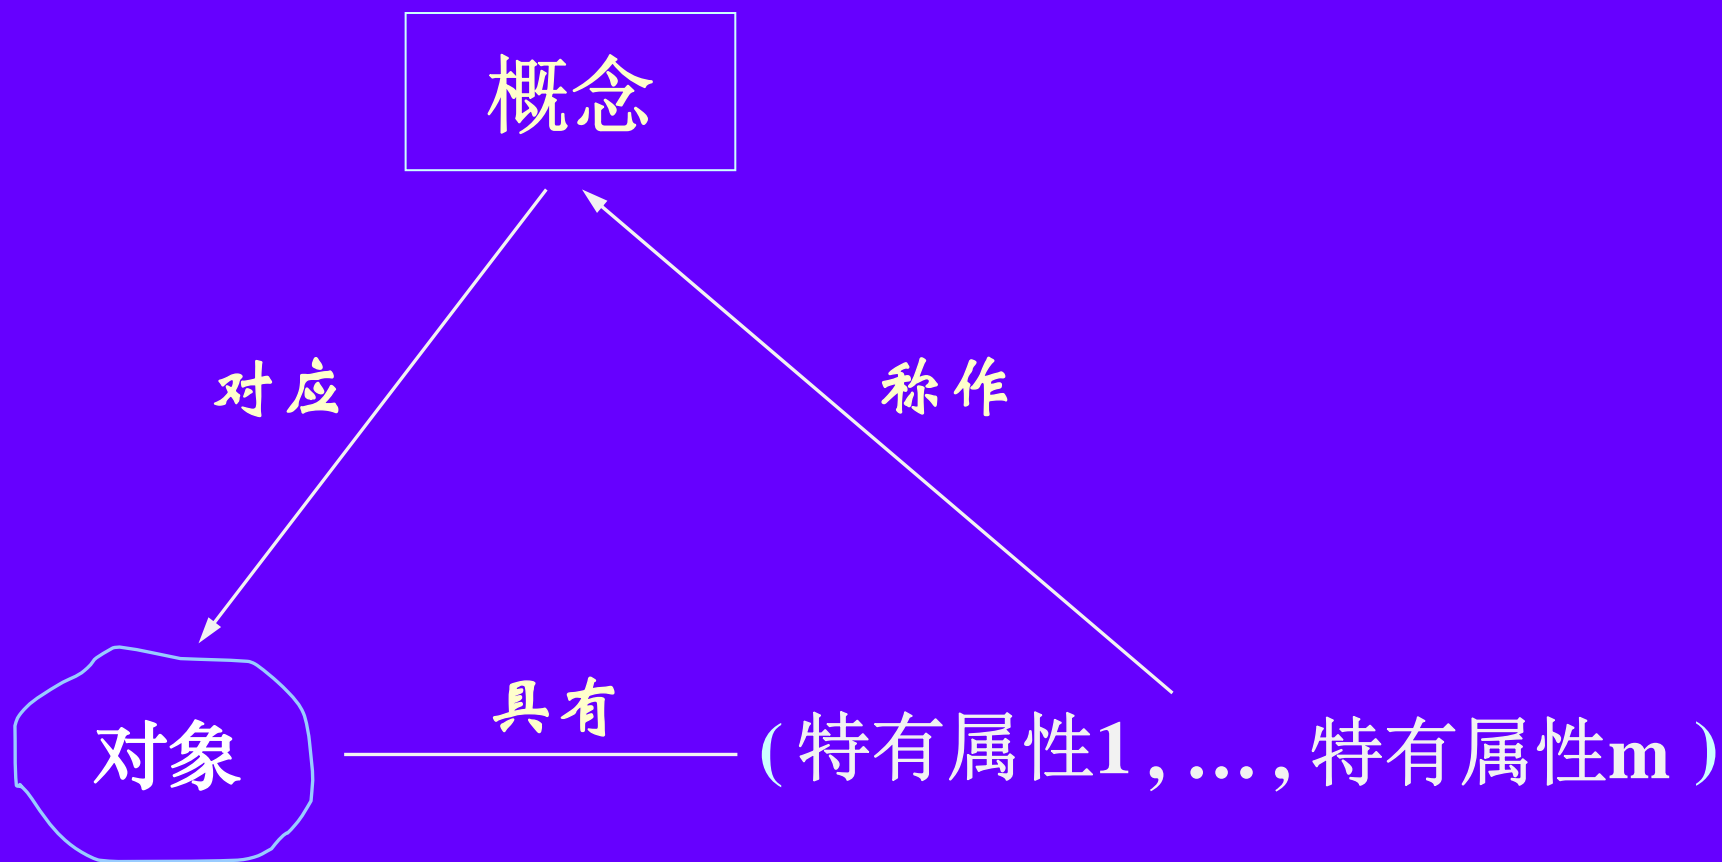 概念
对应
称作
具有
对象
(特有属性1,…,特有属性m)